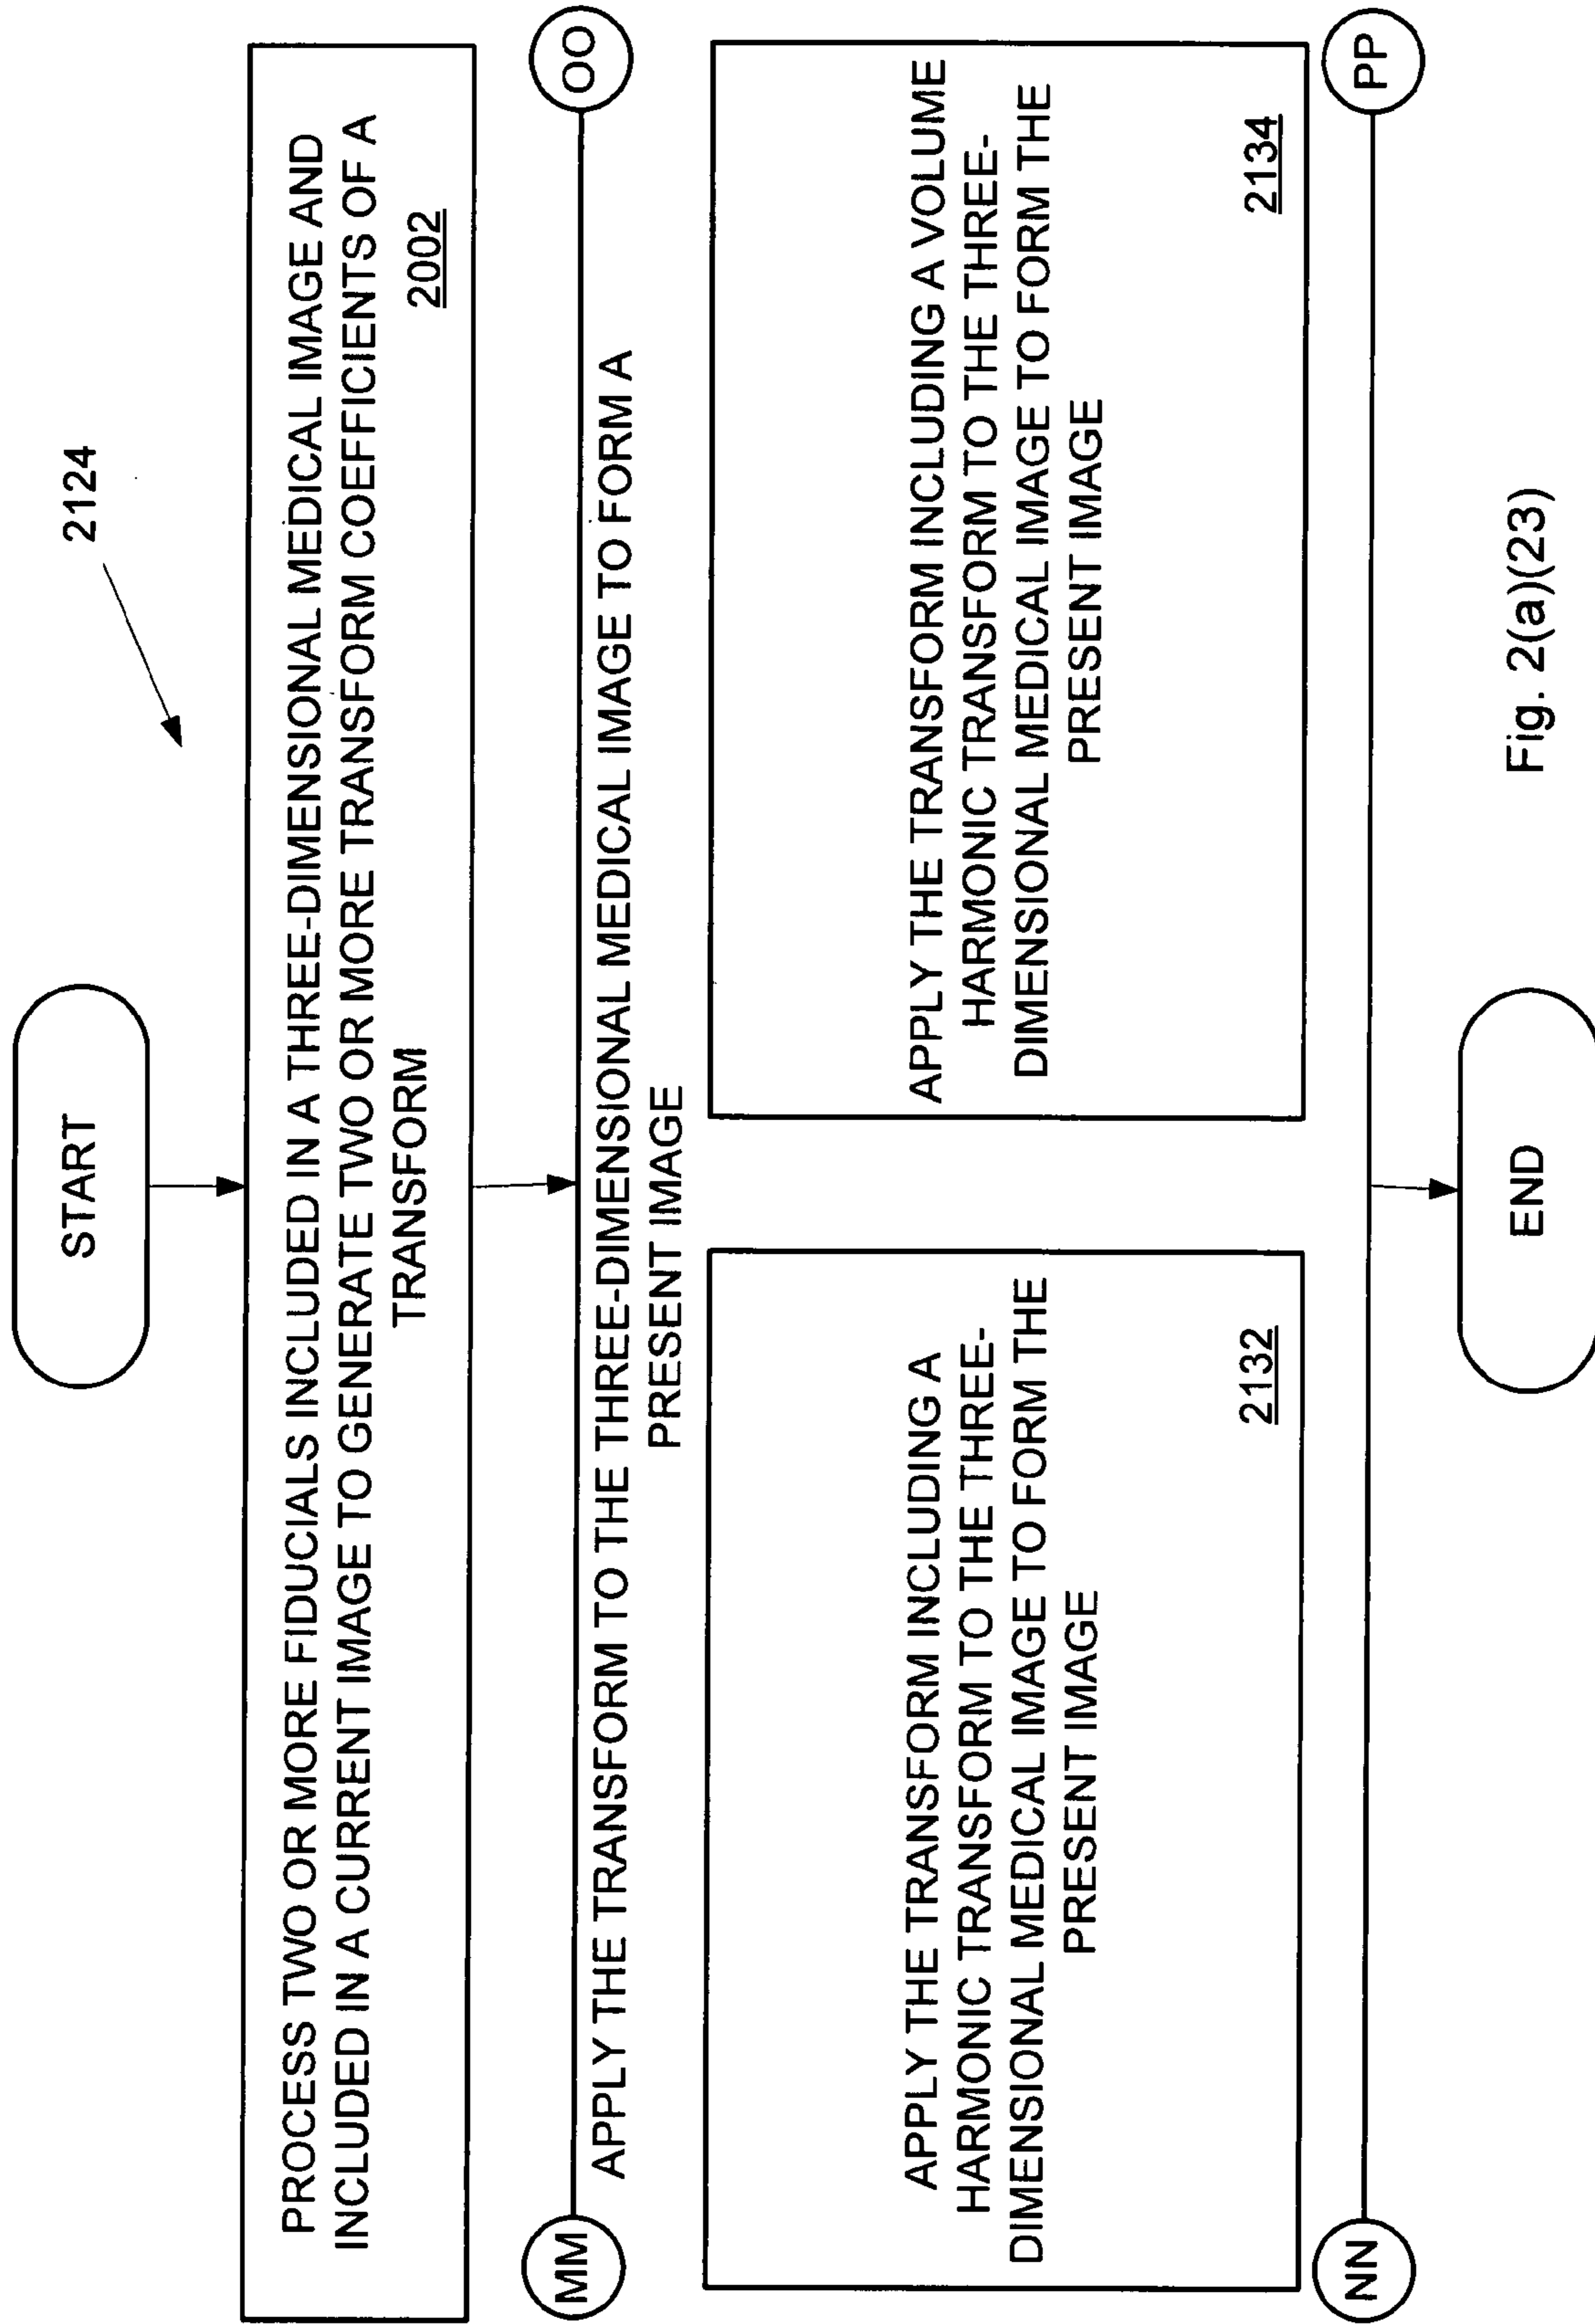 2124
START
PROCESS TWO OR MORE FIDUCIALS INCLUDED IN A THREE-DIMENSIONAL MEDICAL IMAGE AND
INCLUDED IN A CURRENT IMAGE TO GENERATE TWO OR MORE TRANSFORM COEFFICIENTS OF A
TRANSFORM
2002
MM
OO
APPLY THE TRANSFORM TO THE THREE-DIMENSIONAL MEDICAL IMAGE TO FORM A
PRESENT IMAGE
APPLY THE TRANSFORM INCLUDING A
HARMONIC TRANSFORM TO THE THREE-
DIMENSIONAL MEDICAL IMAGE TO FORM THE
PRESENT IMAGE
2132
APPLY THE TRANSFORM INCLUDING A VOLUME
HARMONIC TRANSFORM TO THE THREE-
DIMENSIONAL MEDICAL IMAGE TO FORM THE
PRESENT IMAGE
2134
NN
PP
END
Fig. 2(a)(23)